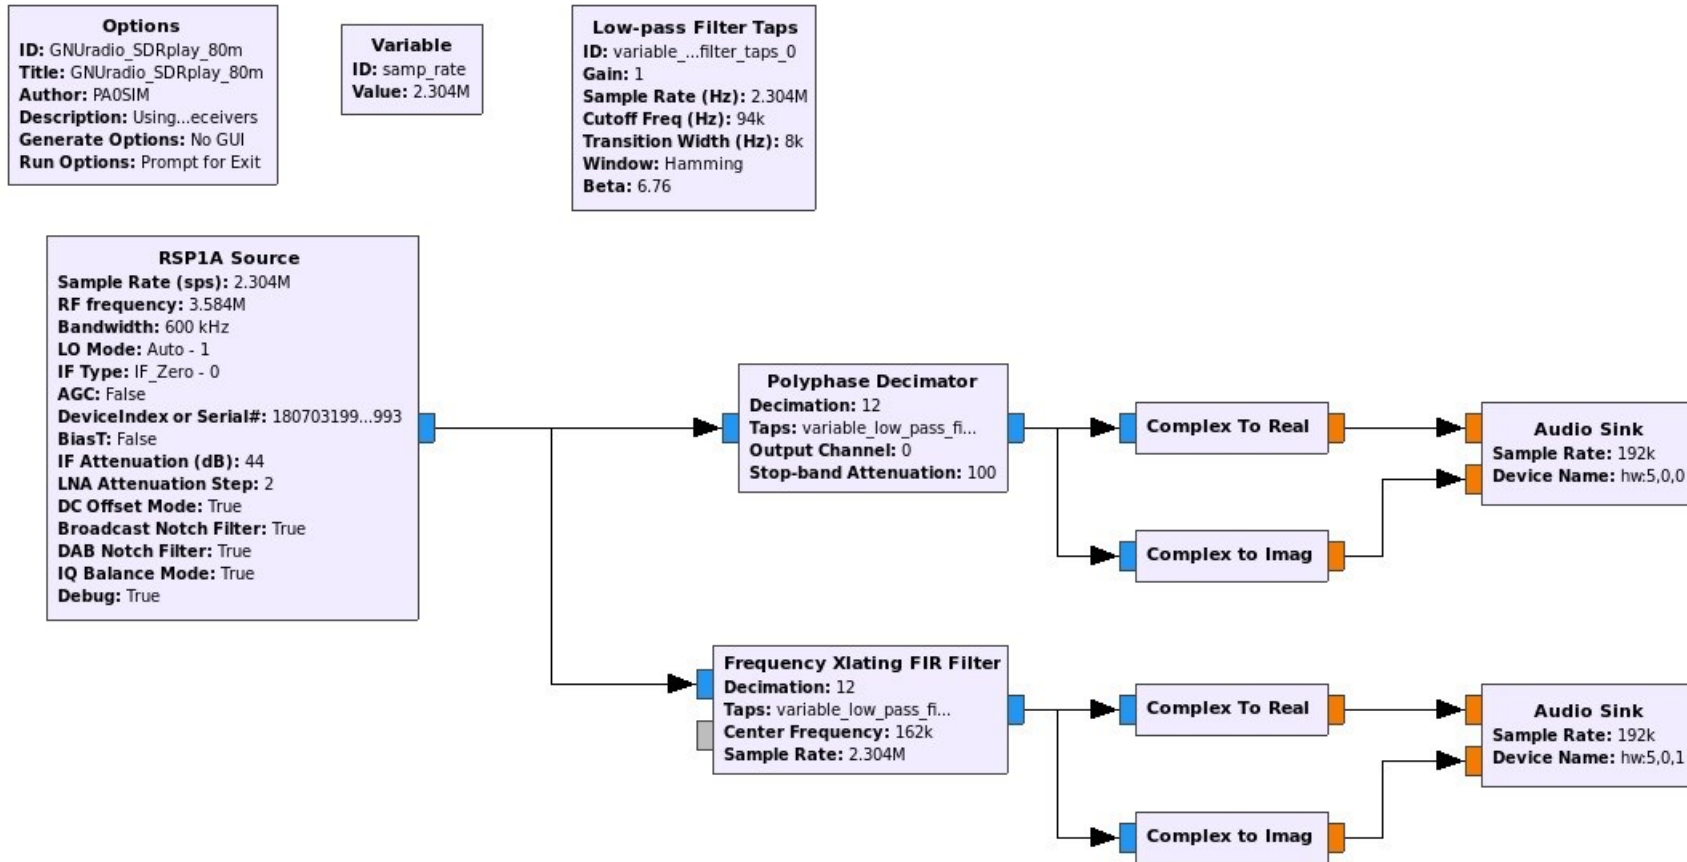 Options
ID: GNUradio_SDRplay_80m
Title: GNUradio_SDRplay_80m
Author: PA0SIM
Description: Using...eceivers
Generate Options: No GUI
Run Options: Prompt for Exit
Variable
ID: samp_rate
Value: 2.304M
Low-pass Filter Taps
ID: variable_...filter_taps_0
Gain: 1
Sample Rate (Hz): 2.304M
Cutoff Freq (Hz): 94k
Transition Width (Hz): 8k
Window: Hamming
Beta: 6.76
RSP1A Source
Sample Rate (sps): 2.304M
RF frequency: 3.584M
Bandwidth: 600 kHz
LO Mode: Auto - 1
IF Type: IF_Zero - 0
AGC: False
DeviceIndex or Serial#: 180703199...993
BiasT: False
IF Attenuation (dB): 44
LNA Attenuation Step: 2
DC Offset Mode: True
Broadcast Notch Filter: True
DAB Notch Filter: True
IQ Balance Mode: True
Debug: True
Polyphase Decimator
Decimation: 12
Taps: variable_low_pass_fi...
Output Channel: 0
Stop-band Attenuation: 100
Complex To Real
Complex to Imag
Audio Sink
Sample Rate: 192k
Device Name: hw:5,0,0
Frequency Xlating FIR Filter
Decimation: 12
Taps: variable_low_pass_fi...
Center Frequency: 162k
Sample Rate: 2.304M
Complex To Real
Complex to Imag
Audio Sink
Sample Rate: 192k
Device Name: hw:5,0,1